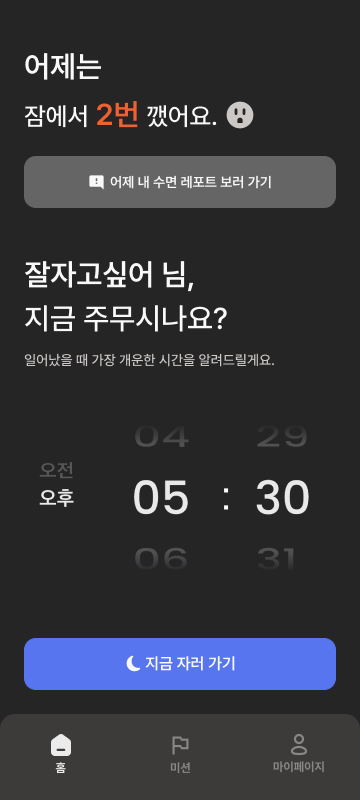 어제는
잠에서 2번 깼어요.
어제 내 수면 레포트 보러 가기
잘자고싶어 님,
지금 주무시나요?
일어났을 때 가장 개운한 시간을 알려드릴게요.
04 29
오전
오후 05 : 30
06 31
지금 자러 가기
홈 미션 마이페이지